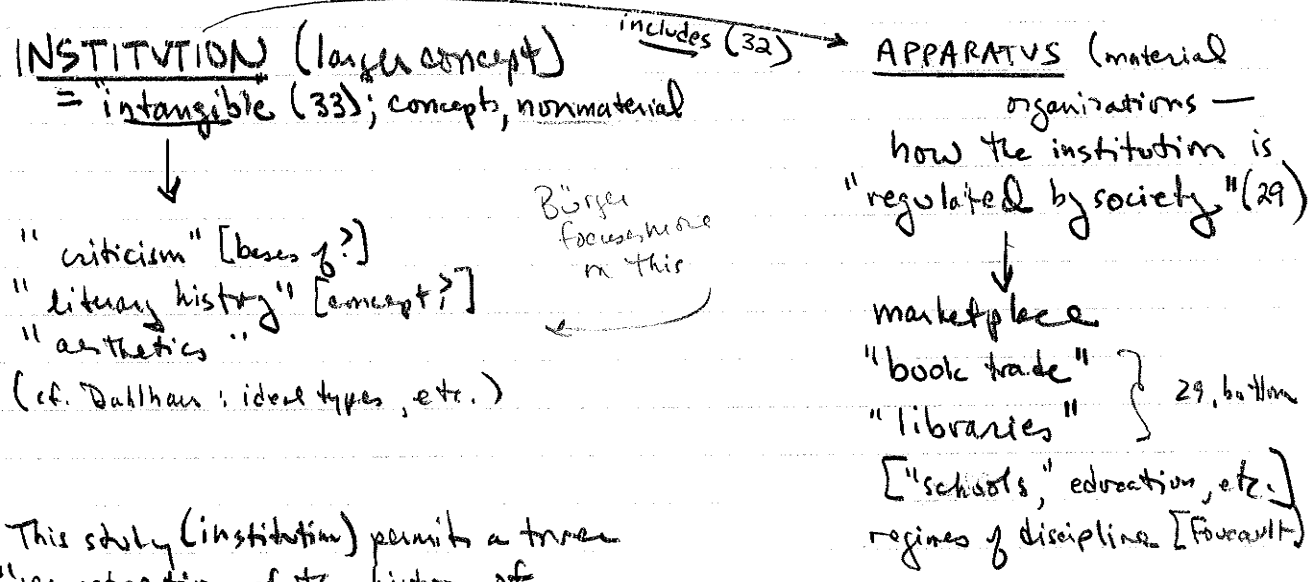 INSTITUTION (larger concept)
= "intangible" (33); concepts, nonmaterial
includes (32)
"criticism" [bases of?]
"literary history" [concept?]
"aesthetics"
(cf. Dahlhaus: ideal types, etc.)
Bürger
focuses more
on this
APPARATUS (material
organizations —
how the institution is
"regulated by society" (29)
marketplace
"book trade"
"libraries"
29, bottom
["schools," education, etc.]
regimes of discipline [Foucault]
This study (institution) permits a truer
of the history of